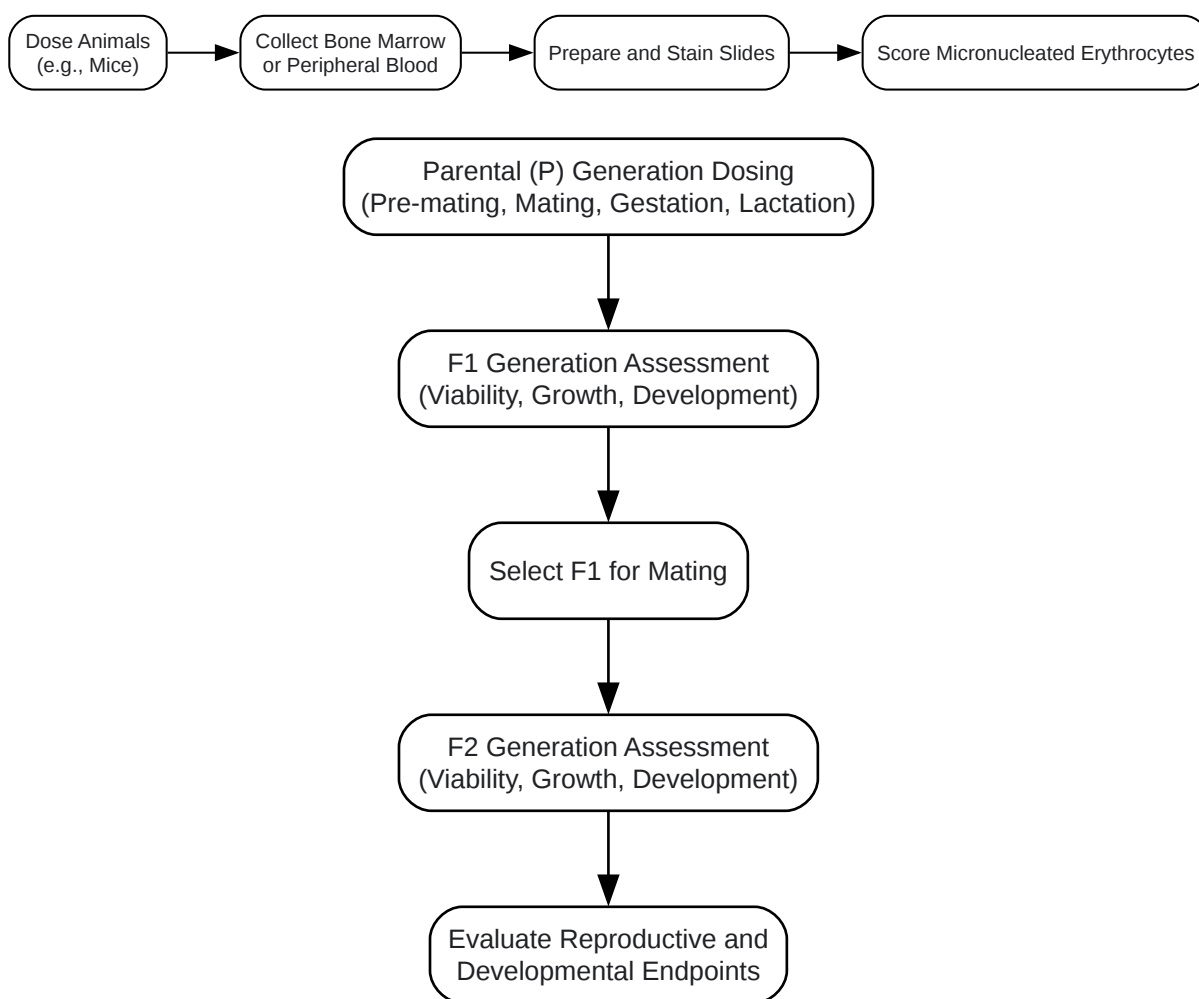 Dose Animals
(e.g., Mice)
Collect Bone Marrow
or Peripheral Blood
Prepare and Stain Slides
Score Micronucleated Erythrocytes
Parental (P) Generation Dosing
(Pre-mating, Mating, Gestation, Lactation)
F1 Generation Assessment
(Viability, Growth, Development)
Select F1 for Mating
F2 Generation Assessment
(Viability, Growth, Development)
Evaluate Reproductive and
Developmental Endpoints